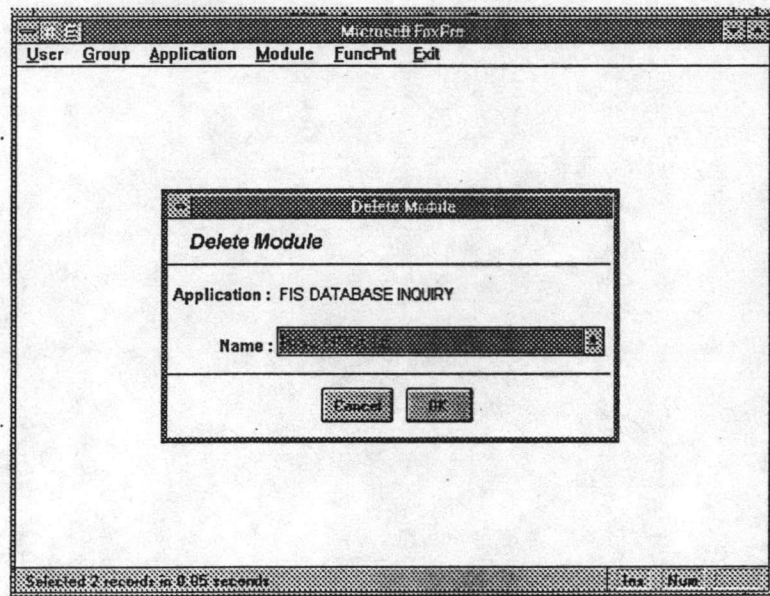 Microsoft FoxPro
User Group Application Module FuncPnt Exit
Delete Module
Delete Module
Application : FIS DATABASE INQUIRY
Name :
Cancel OK
Selected 2 records in 0.05 seconds Ins Num